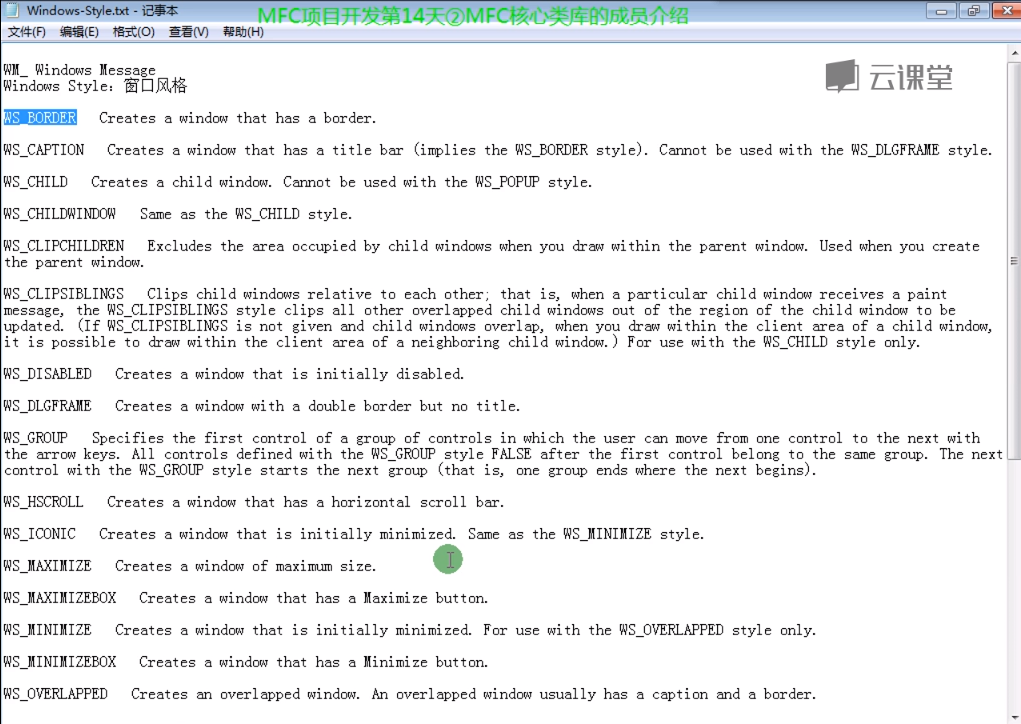 Windows-Style.txt - 记事本
MFC项目开发第14天②MFC核心类库的成员介绍
文件(F) 编辑(E) 格式(O) 查看(V) 帮助(H)
云课堂
WM_ Windows Message
Windows Style: 窗口风格
WS_BORDER Creates a window that has a border.
WS_CAPTION Creates a window that has a title bar (implies the WS_BORDER style). Cannot be used with the WS_DLGFRAME style.
WS_CHILD Creates a child window. Cannot be used with the WS_POPUP style.
WS_CHILDWINDOW Same as the WS_CHILD style.
WS_CLIPCHILDREN Excludes the area occupied by child windows when you draw within the parent window. Used when you create
the parent window.
WS_CLIPSIBLINGS Clips child windows relative to each other; that is, when a particular child window receives a paint
message, the WS_CLIPSIBLINGS style clips all other overlapped child windows out of the region of the child window to be
updated. (If WS_CLIPSIBLINGS is not given and child windows overlap, when you draw within the client area of a child window,
it is possible to draw within the client area of a neighboring child window.) For use with the WS_CHILD style only.
WS_DISABLED Creates a window that is initially disabled.
WS_DLGFRAME Creates a window with a double border but no title.
WS_GROUP Specifies the first control of a group of controls in which the user can move from one control to the next with
the arrow keys. All controls defined with the WS_GROUP style FALSE after the first control belong to the same group. The next
control with the WS_GROUP style starts the next group (that is, one group ends where the next begins).
WS_HSCROLL Creates a window that has a horizontal scroll bar.
WS_ICONIC Creates a window that is initially minimized. Same as the WS_MINIMIZE style.
WS_MAXIMIZE Creates a window of maximum size.
WS_MAXIMIZEBOX Creates a window that has a Maximize button.
WS_MINIMIZE Creates a window that is initially minimized. For use with the WS_OVERLAPPED style only.
WS_MINIMIZEBOX Creates a window that has a Minimize button.
WS_OVERLAPPED Creates an overlapped window. An overlapped window usually has a caption and a border.